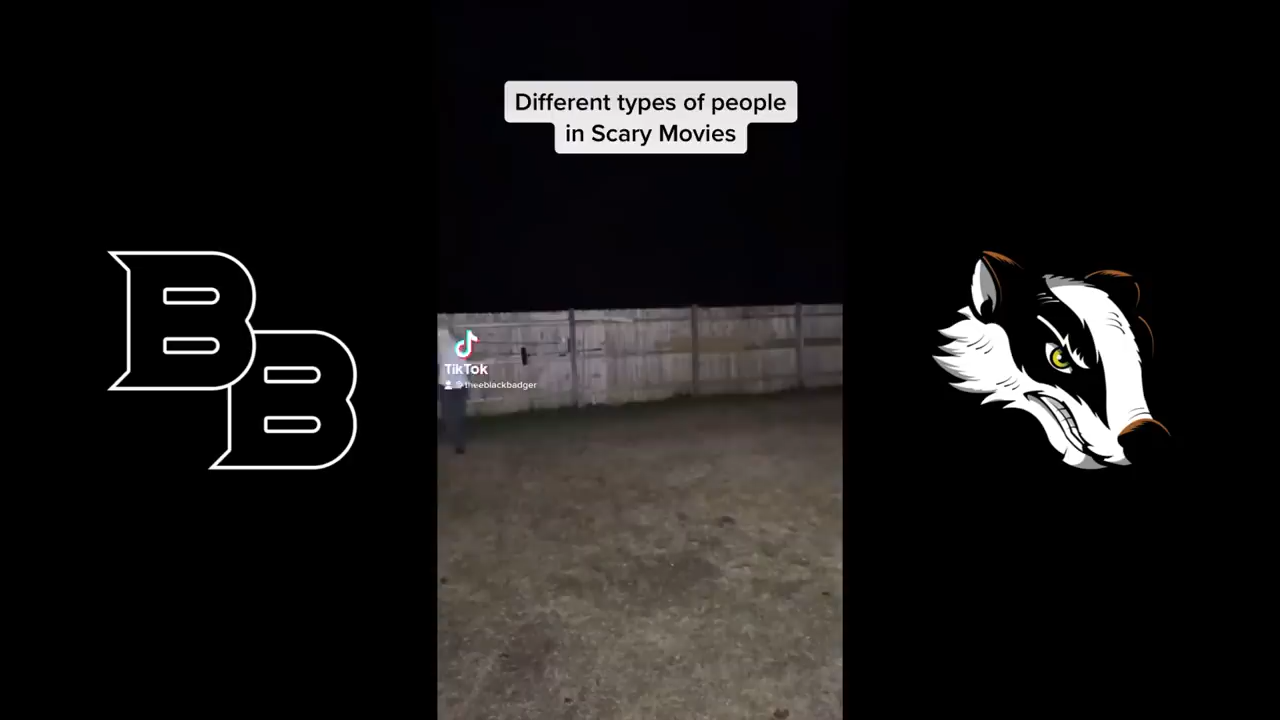 Different types of people
in Scary Movies
BB
TikTok
@theeblackbadger